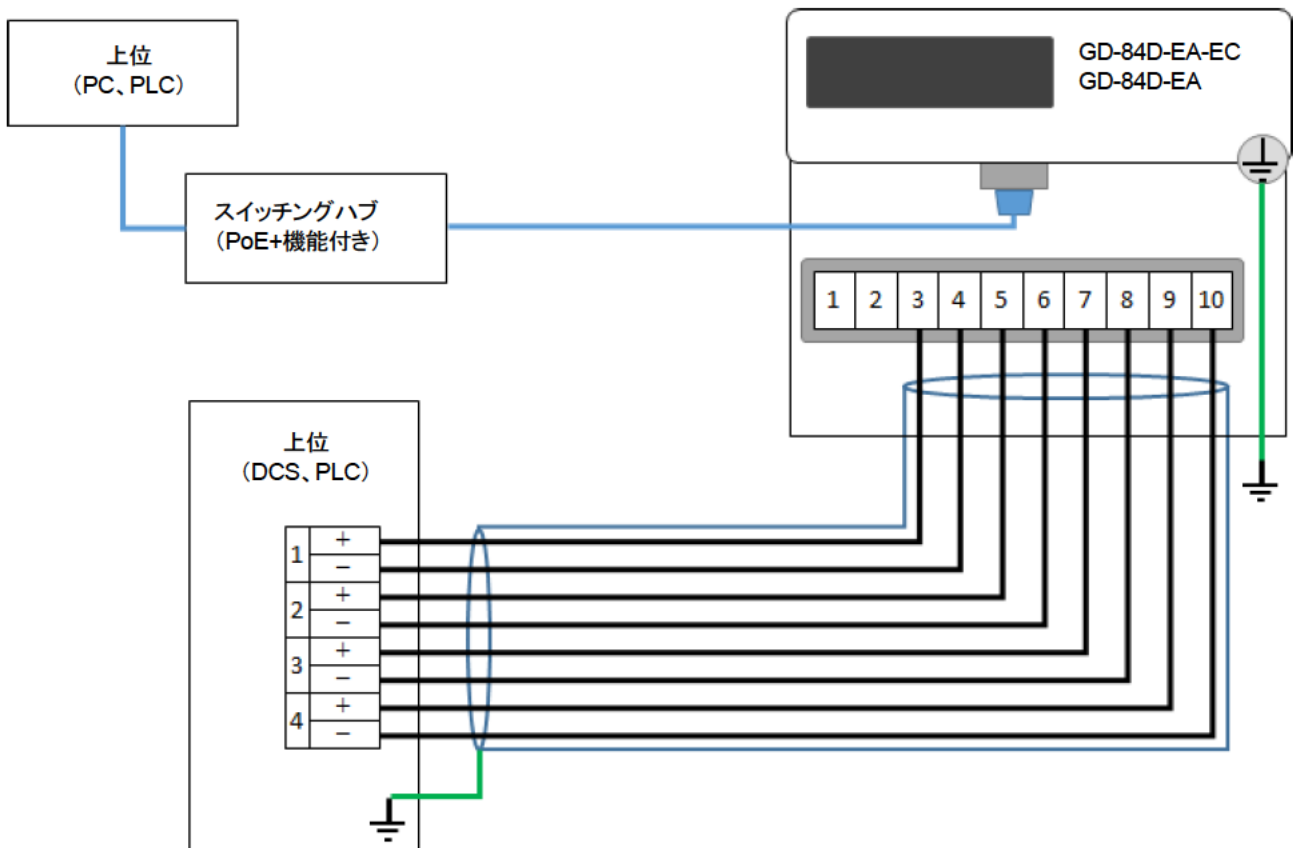 上位
（PC、PLC）
GD-84D-EA-EC
GD-84D-EA
スイッチングハブ
（PoE+機能付き）
1 2 3 4 5 6 7 8 9 10
上位
（DCS、PLC）
1 +
−
2 +
−
3 +
−
4 +
−